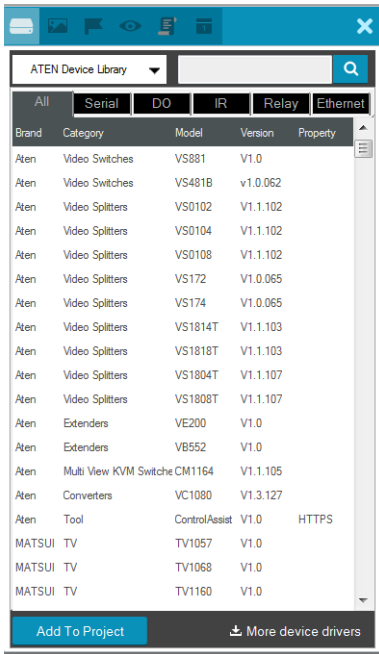 ATEN Device Library
All Serial DO IR Relay Ethernet
Brand Category Model Version Property
Aten Video Switches VS881 V1.0
Aten Video Switches VS481B v1.0.062
Aten Video Splitters VS0102 V1.1.102
Aten Video Splitters VS0104 V1.1.102
Aten Video Splitters VS0108 V1.1.102
Aten Video Splitters VS172 V1.0.065
Aten Video Splitters VS174 V1.0.065
Aten Video Splitters VS1814T V1.1.103
Aten Video Splitters VS1818T V1.1.103
Aten Video Splitters VS1804T V1.1.107
Aten Video Splitters VS1808T V1.1.107
Aten Extenders VE200 V1.0
Aten Extenders VB552 V1.0
Aten Multi View KVM Switche CM1164 V1.1.105
Aten Converters VC1080 V1.3.127
Aten Tool ControlAssist V1.0 HTTPS
MATSUI TV TV1057 V1.0
MATSUI TV TV1068 V1.0
MATSUI TV TV1160 V1.0
Add To Project More device drivers